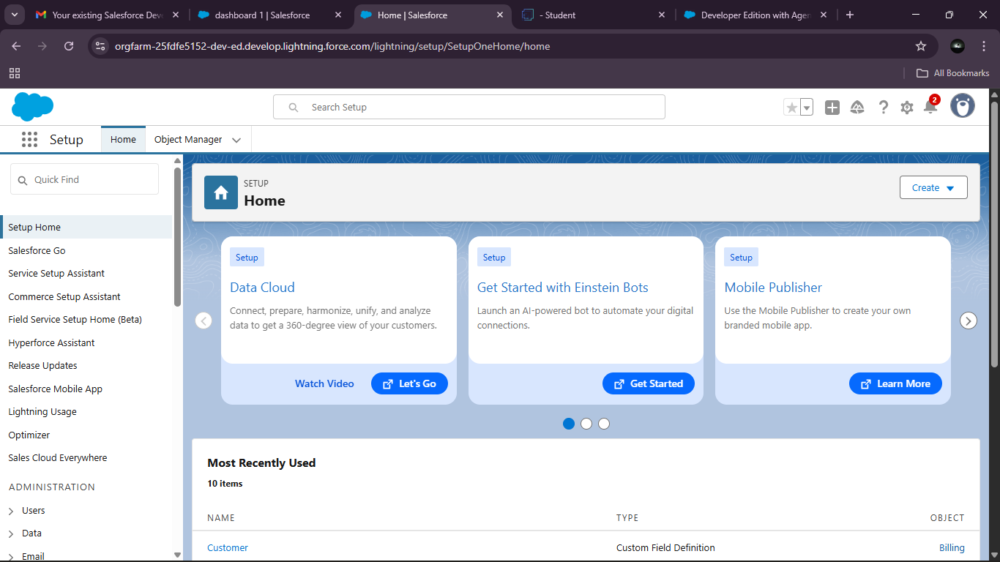 Your existing Salesforce Dev
dashboard 1 | Salesforce
Home | Salesforce
- Student
Developer Edition with Agen
orgfarm-25fdfe5152-dev-ed.develop.lightning.force.com/lightning/setup/SetupOneHome/home
All Bookmarks
Search Setup
2
Setup
Home
Object Manager
Quick Find
Setup Home
Salesforce Go
Service Setup Assistant
Commerce Setup Assistant
Field Service Setup Home (Beta)
Hyperforce Assistant
Release Updates
Salesforce Mobile App
Lightning Usage
Optimizer
Sales Cloud Everywhere
ADMINISTRATION
Users
Data
Email
SETUP
Home
Create
Setup
Data Cloud
Connect, prepare, harmonize, unify, and analyze
data to get a 360-degree view of your customers.
Watch Video
Let's Go
Setup
Get Started with Einstein Bots
Launch an AI-powered bot to automate your digital
connections.
Get Started
Setup
Mobile Publisher
Use the Mobile Publisher to create your own
branded mobile app.
Learn More
Most Recently Used
10 items
NAME TYPE OBJECT
Customer Custom Field Definition Billing